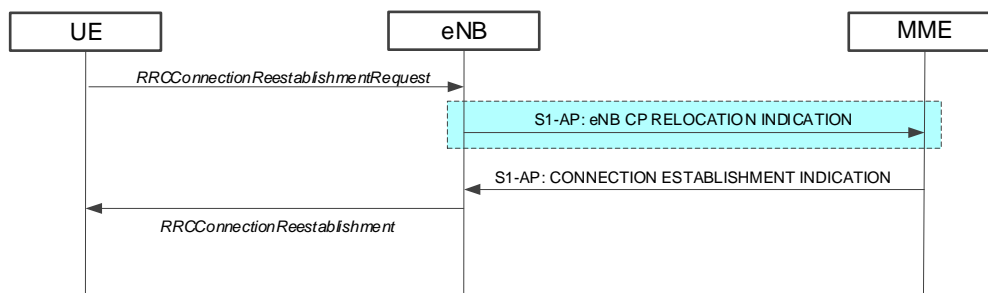 UE
eNB
MME
RRCConnectionReestablishmentRequest
S1-AP: eNB CP RELOCATION INDICATION
S1-AP: CONNECTION ESTABLISHMENT INDICATION
RRCConnectionReestablishment